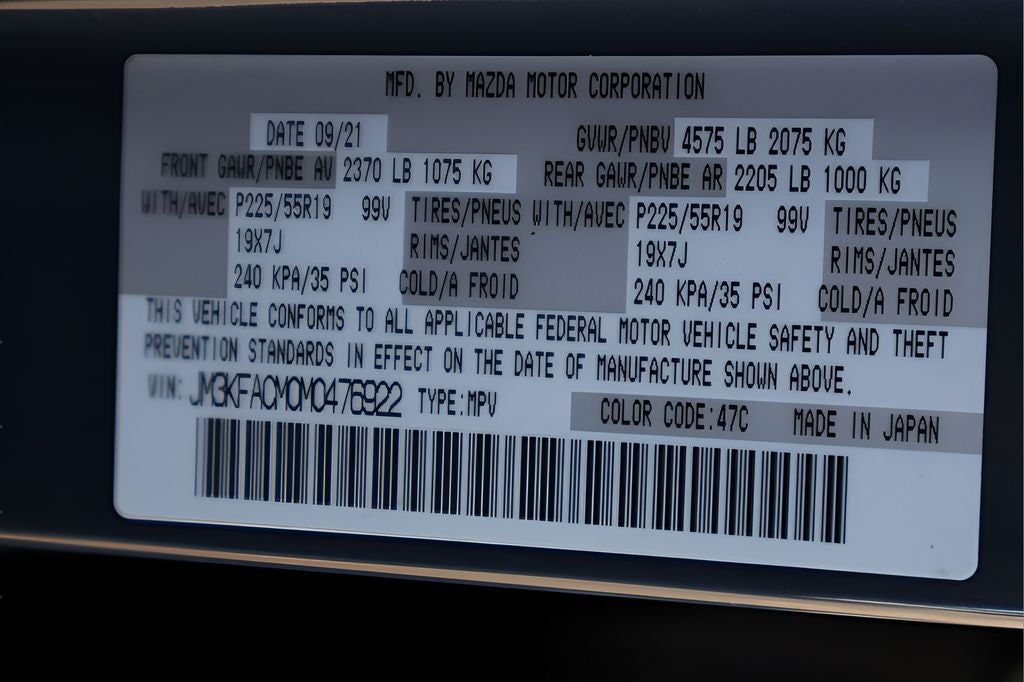 MFD. BY MAZDA MOTOR CORPORATION
DATE 09/21 GVWR/PNBV 4575 LB 2075 KG
FRONT GAWR/PNBE AV 2370 LB 1075 KG REAR GAWR/PNBE AR 2205 LB 1000 KG
WITH/AVEC P225/55R19 99V TIRES/PNEUS WITH/AVEC P225/55R19 99V TIRES/PNEUS
19X7J RIMS/JANTES 19X7J RIMS/JANTES
240 KPA/35 PSI COLD/A FROID 240 KPA/35 PSI COLD/A FROID
THIS VEHICLE CONFORMS TO ALL APPLICABLE FEDERAL MOTOR VEHICLE SAFETY AND THEFT
PREVENTION STANDARDS IN EFFECT ON THE DATE OF MANUFACTURE SHOWN ABOVE.
VIN: JM3KFACM0M0476922 TYPE:MPV COLOR CODE:47C MADE IN JAPAN